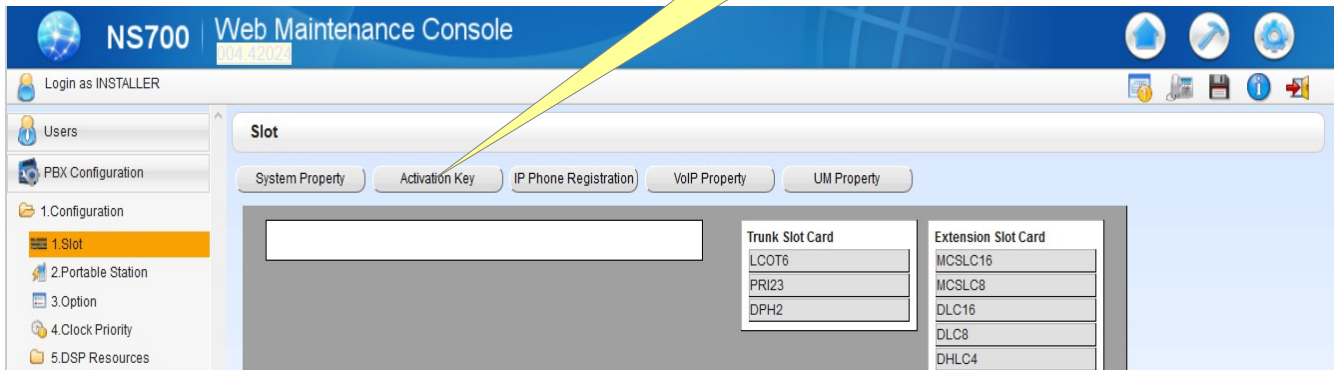 NS700 Web Maintenance Console
004.42024
Login as INSTALLER
Users
PBX Configuration
1.Configuration
1.Slot
2.Portable Station
3.Option
4.Clock Priority
5.DSP Resources
Slot
System Property
Activation Key
IP Phone Registration
VoIP Property
UM Property
Trunk Slot Card
LCOT6
PRI23
DPH2
Extension Slot Card
MCSLC16
MCSLC8
DLC16
DLC8
DHLC4